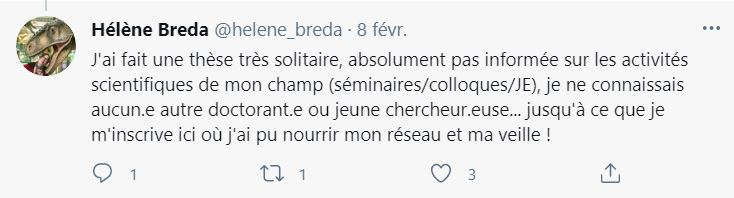 Hélène Breda @helene_breda · 8 févr.
J'ai fait une thèse très solitaire, absolument pas informée sur les activités
scientifiques de mon champ (séminaires/colloques/JE), je ne connaissais
aucun.e autre doctorant.e ou jeune chercheur.euse... jusqu'à ce que je
m'inscrive ici où j'ai pu nourrir mon réseau et ma veille !
1 1 3